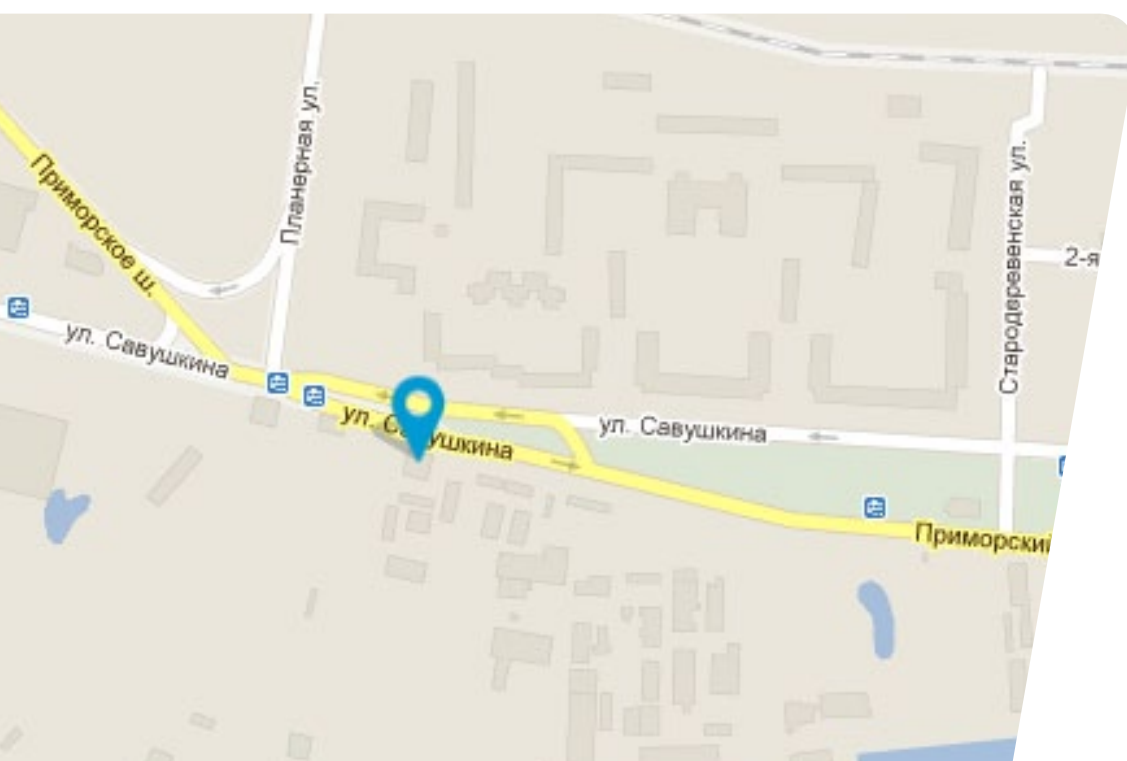 Планерная ул.
Приморское ш.
Стародеревенская ул.
2-я
ул. Савушкина
ул. Савушкина
ул. Савушкина
Приморский